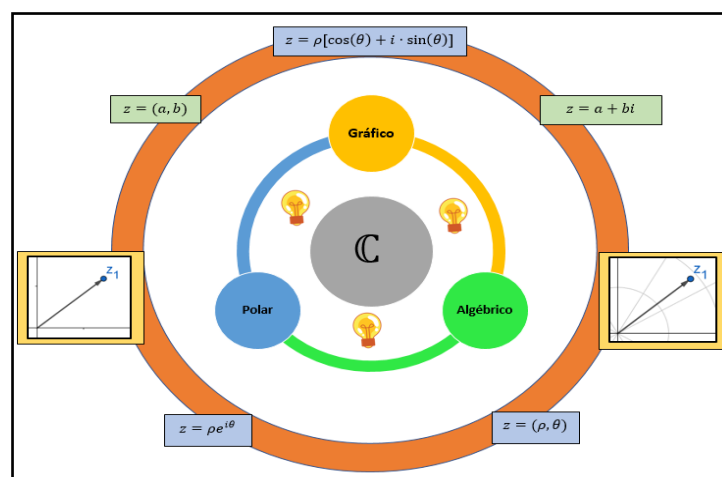 z = ρ[cos(θ) + i · sin(θ)]
z = (a, b)
z = a + bi
Gráfico
ℂ
z₁
z₁
Polar
Algébrico
z = ρe^{iθ}
z = (ρ, θ)